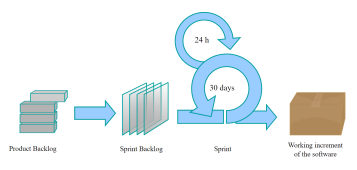 24 h
30 days
Product Backlog
Sprint Backlog
Sprint
Working increment
of the software